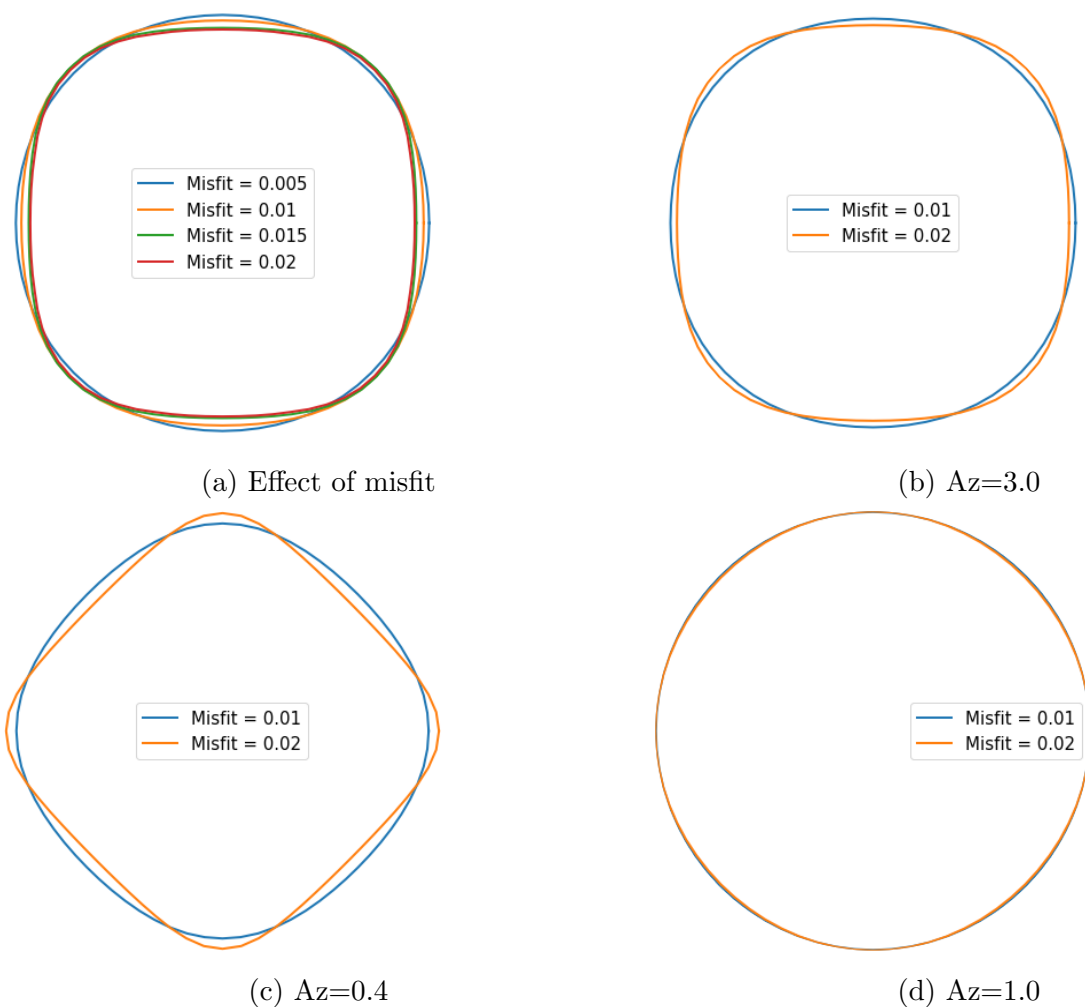 Misfit = 0.005
Misfit = 0.01
Misfit = 0.015
Misfit = 0.02
Misfit = 0.01
Misfit = 0.02
(a) Effect of misfit
(b) Az=3.0
Misfit = 0.01
Misfit = 0.02
Misfit = 0.01
Misfit = 0.02
(c) Az=0.4
(d) Az=1.0